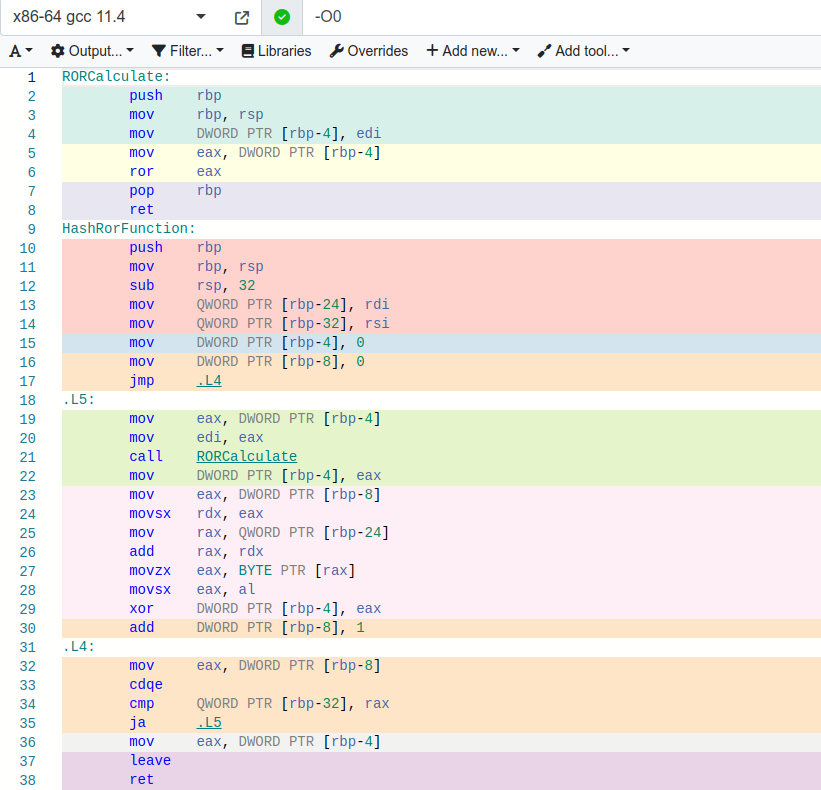 x86-64 gcc 11.4 -O0
A Output... Filter... Libraries Overrides + Add new... Add tool...
1 RORCalculate:
2 push rbp
3 mov rbp, rsp
4 mov DWORD PTR [rbp-4], edi
5 mov eax, DWORD PTR [rbp-4]
6 ror eax
7 pop rbp
8 ret
9 HashRorFunction:
10 push rbp
11 mov rbp, rsp
12 sub rsp, 32
13 mov QWORD PTR [rbp-24], rdi
14 mov QWORD PTR [rbp-32], rsi
15 mov DWORD PTR [rbp-4], 0
16 mov DWORD PTR [rbp-8], 0
17 jmp .L4
18 .L5:
19 mov eax, DWORD PTR [rbp-4]
20 mov edi, eax
21 call RORCalculate
22 mov DWORD PTR [rbp-4], eax
23 mov eax, DWORD PTR [rbp-8]
24 movsx rdx, eax
25 mov rax, QWORD PTR [rbp-24]
26 add rax, rdx
27 movzx eax, BYTE PTR [rax]
28 movsx eax, al
29 xor DWORD PTR [rbp-4], eax
30 add DWORD PTR [rbp-8], 1
31 .L4:
32 mov eax, DWORD PTR [rbp-8]
33 cdqe
34 cmp QWORD PTR [rbp-32], rax
35 ja .L5
36 mov eax, DWORD PTR [rbp-4]
37 leave
38 ret